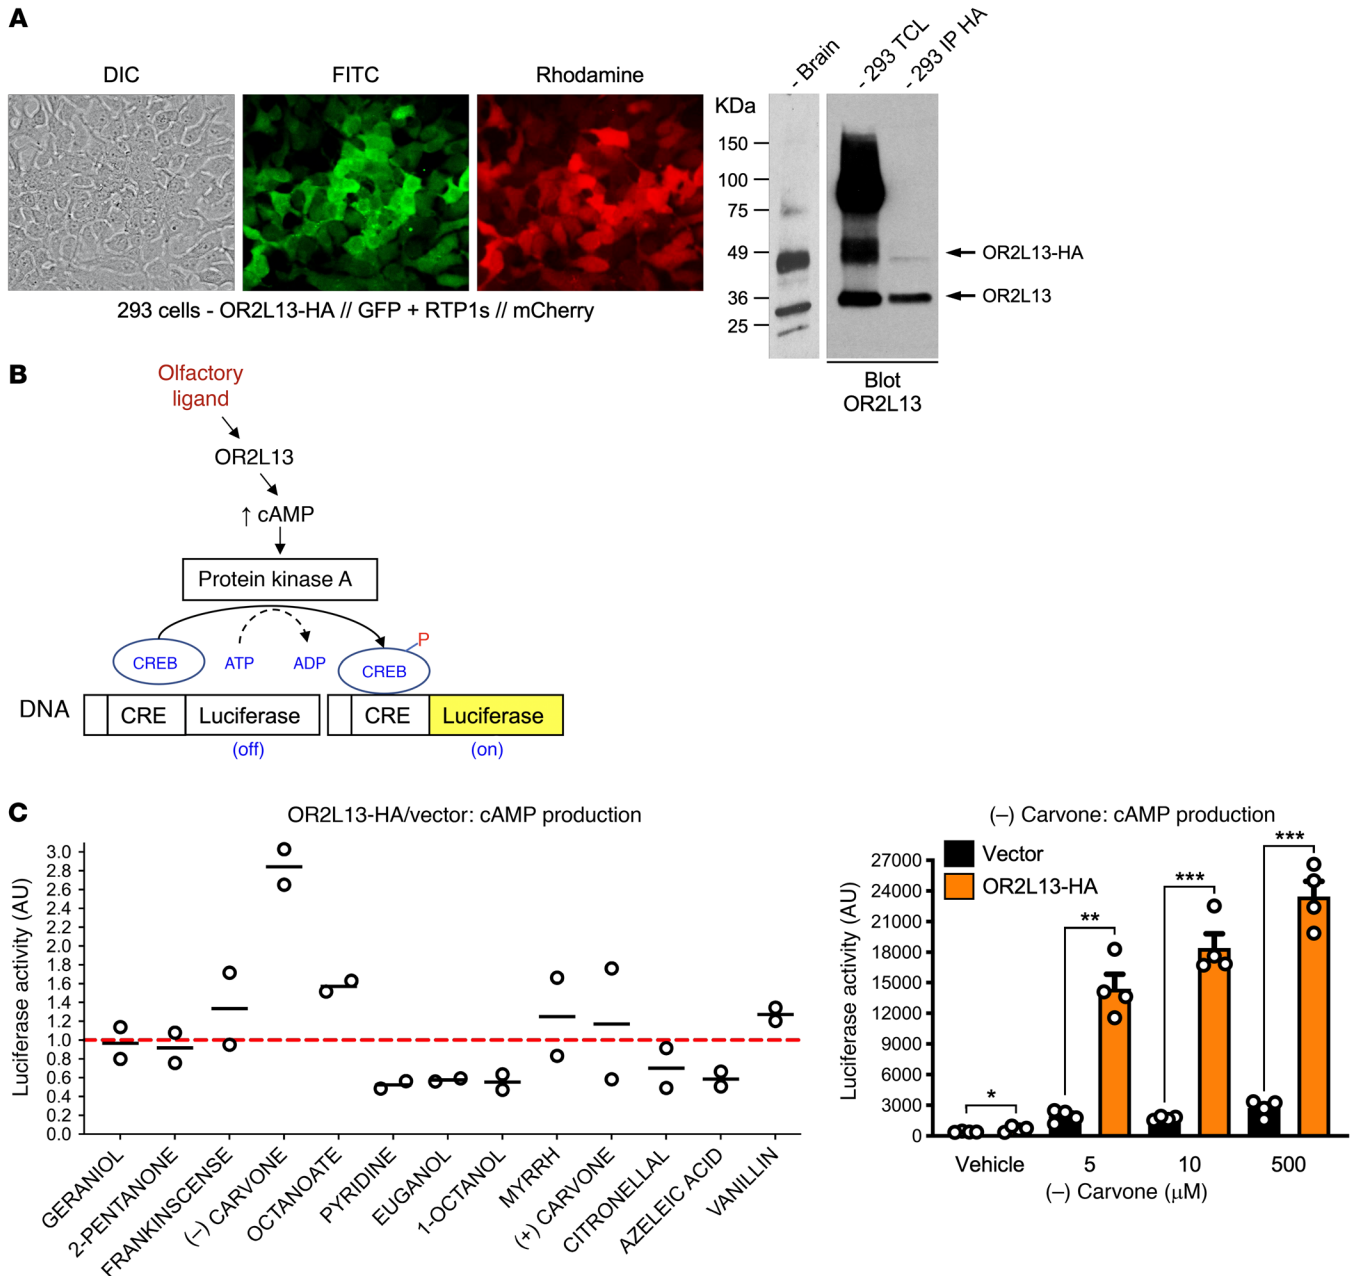 A
DIC
FITC
Rhodamine
293 cells - OR2L13-HA // GFP + RTP1s // mCherry
- Brain
- 293 TCL
- 293 IP HA
KDa
150
100
75
49
36
25
OR2L13-HA
OR2L13
Blot
OR2L13
B
Olfactory
ligand
OR2L13
↑ cAMP
Protein kinase A
CREB
ATP
ADP
CREB
P
DNA
CRE
Luciferase
CRE
Luciferase
(off)
(on)
C
OR2L13-HA/vector: cAMP production
Luciferase activity (AU)
3.0
2.8
2.6
2.4
2.2
2.0
1.8
1.6
1.4
1.2
1.0
0.8
0.6
0.4
0.2
0.0
GERANIOL
2-PENTANONE
FRANKINSCENSE
(–) CARVONE
OCTANOATE
PYRIDINE
EUGANOL
1-OCTANOL
MYRRH
(+) CARVONE
CITRONELLAL
AZELEIC ACID
VANILLIN
(–) Carvone: cAMP production
Vector
OR2L13-HA
Luciferase activity (AU)
27000
24000
21000
18000
15000
12000
9000
6000
3000
0
*
**
***
***
Vehicle
5
10
500
(–) Carvone (μM)